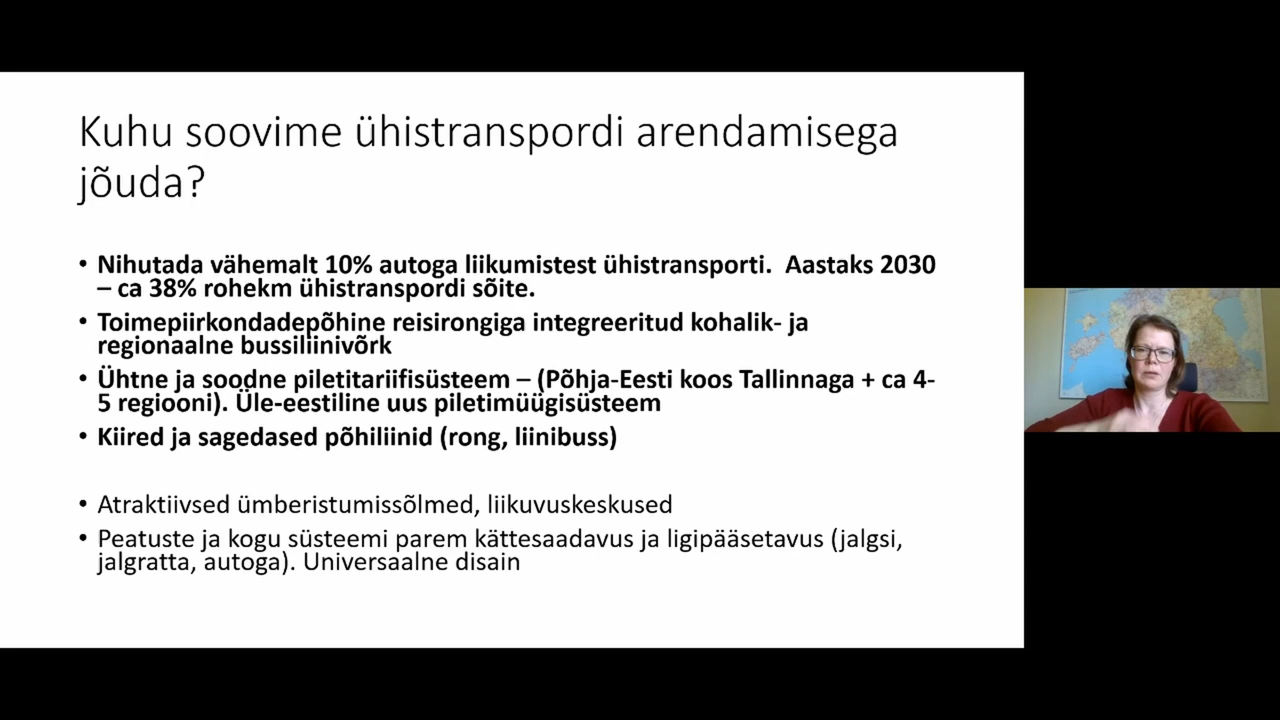 Kuhu soovime ühistranspordi arendamisega
jõuda?
• Nihutada vähemalt 10% autoga liikumistest ühistransporti. Aastaks 2030
– ca 38% rohekm ühistranspordi sõite.
• Toimepiirkondadepõhine reisirongiga integreeritud kohalik- ja
regionaalne bussiliinivõrk
• Ühtne ja soodne piletitariifisüsteem – (Põhja-Eesti koos Tallinnaga + ca 4-
5 regiooni). Üle-eestiline uus piletimüügisüsteem
• Kiired ja sagedased põhiliinid (rong, liinibuss)
• Atraktiivsed ümberistumissõlmed, liikuvuskeskused
• Peatuste ja kogu süsteemi parem kättesaadavus ja ligipääsetavus (jalgsi,
jalgratta, autoga). Universaalne disain